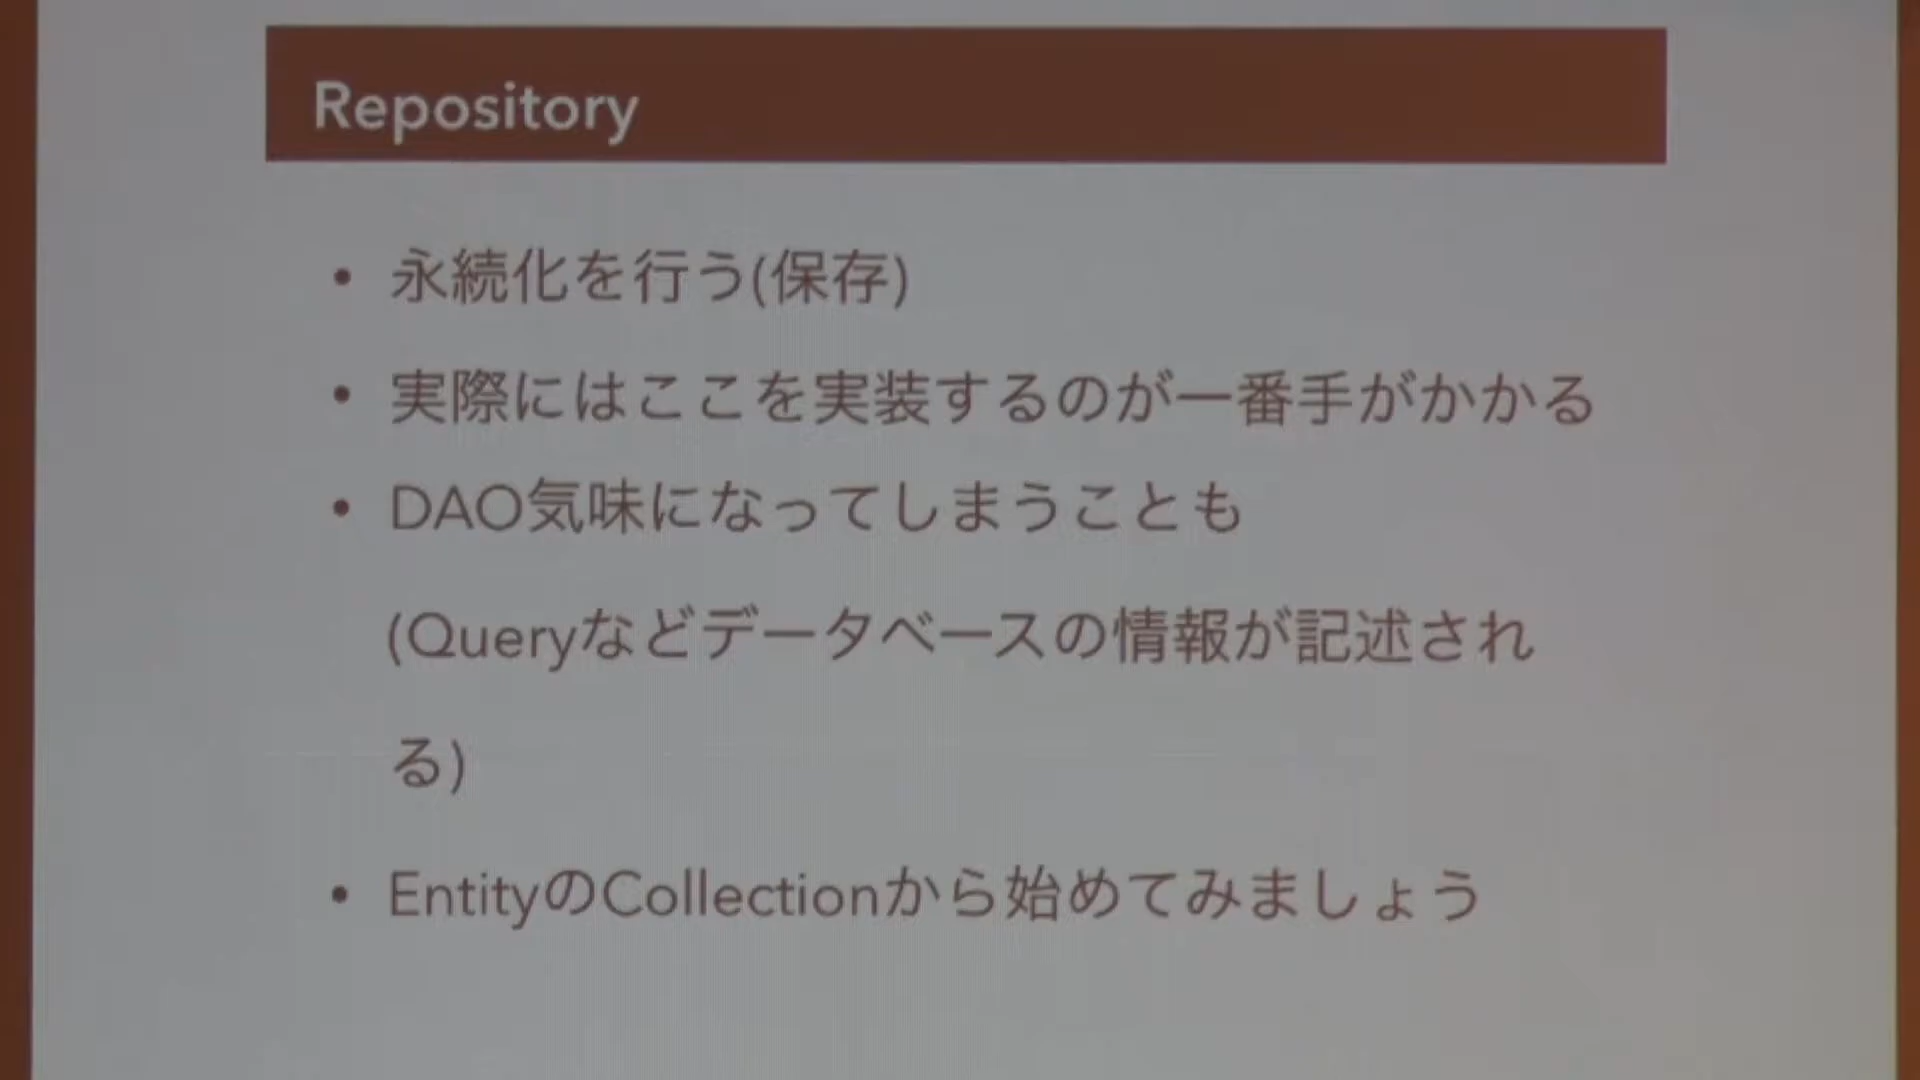 Repository
• 永続化を行う(保存)
• 実際にはここを実装するのが一番手がかかる
• DAO気味になってしまうことも
(Queryなどデータベースの情報が記述され
る)
• EntityのCollectionから始めてみましょう